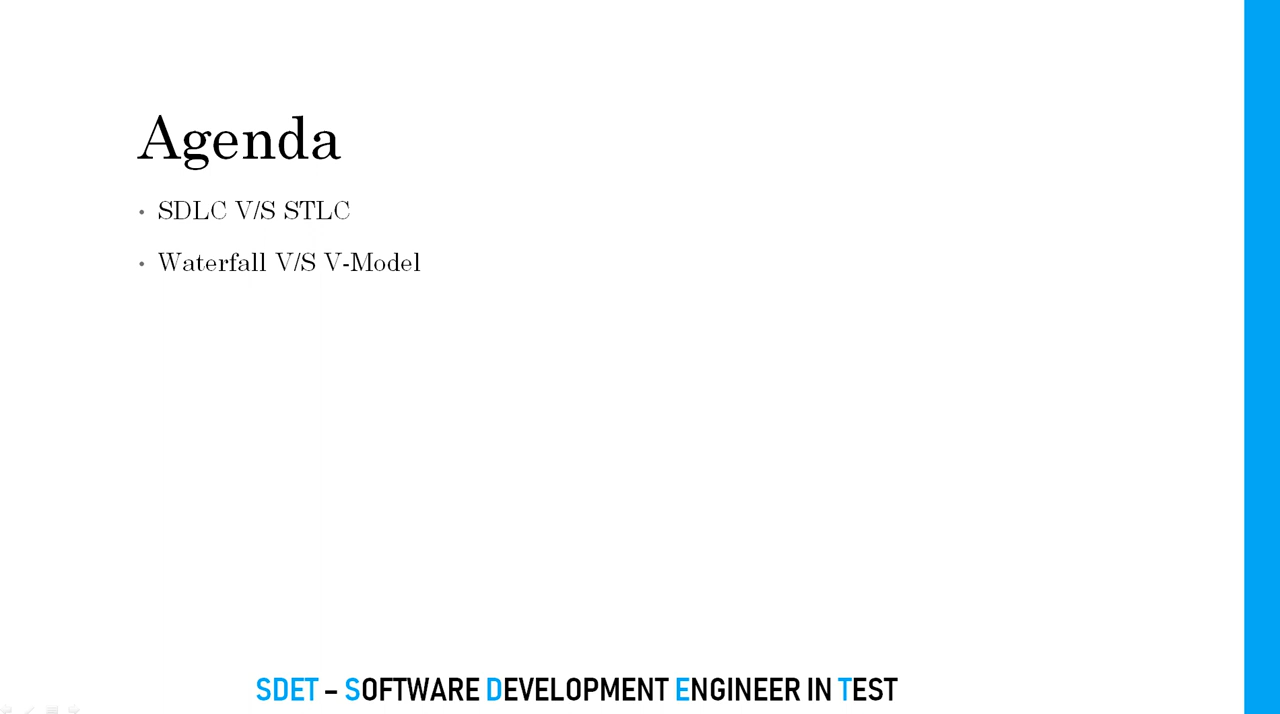 Agenda
• SDLC V/S STLC
• Waterfall V/S V-Model
SDET – SOFTWARE DEVELOPMENT ENGINEER IN TEST